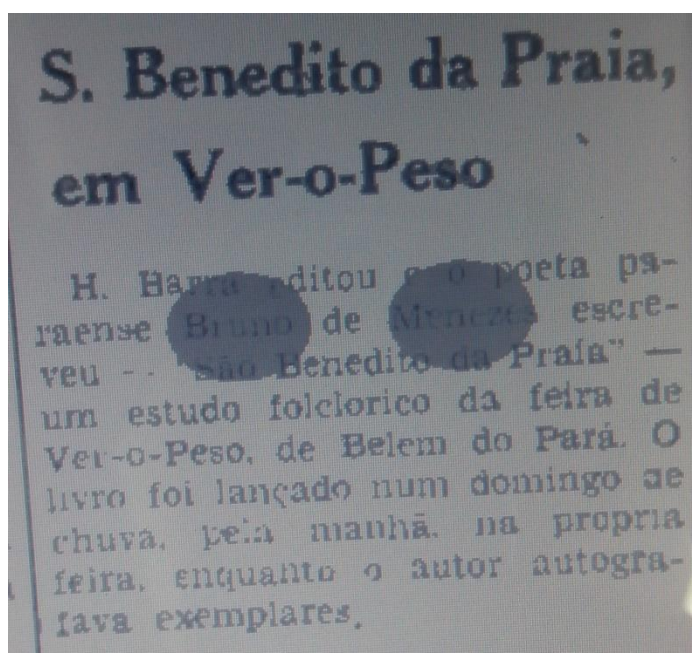 S. Benedito da Praia,
em Ver-o-Peso
H. Barra editou e o poeta pa-
raense Bruno de Menezes escre-
veu - "São Benedito da Praia" —
um estudo folclorico da feira de
Ver-o-Peso, de Belem do Pará. O
livro foi lançado num domingo de
chuva, pela manhã, na propria
feira, enquanto o autor autogra-
fava exemplares.